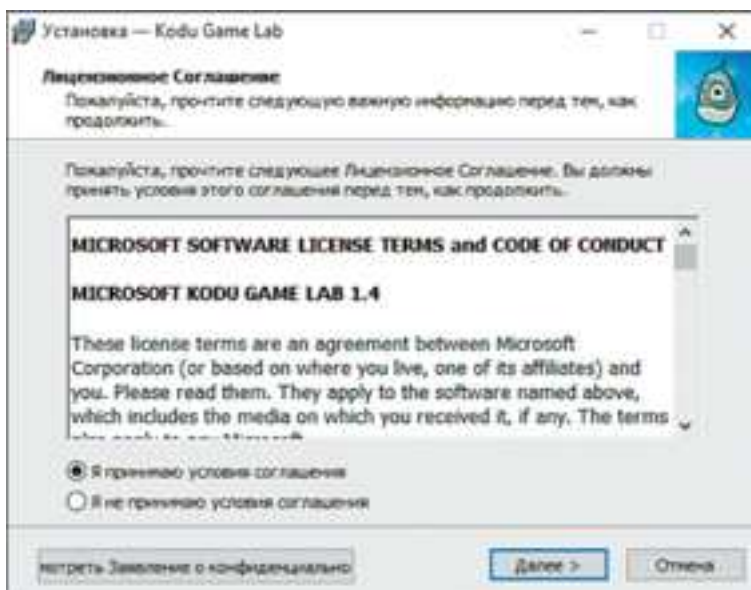 Установка — Kodu Game Lab
Лицензионное Соглашение
Пожалуйста, прочтите следующую важную информацию перед тем, как
продолжить.
Пожалуйста, прочтите следующее Лицензионное Соглашение. Вы должны
принять условия этого соглашения перед тем, как продолжить.
MICROSOFT SOFTWARE LICENSE TERMS and CODE OF CONDUCT
MICROSOFT KODU GAME LAB 1.4
These license terms are an agreement between Microsoft
Corporation (or based on where you live, one of its affiliates) and
you. Please read them. They apply to the software named above,
which includes the media on which you received it, if any. The terms
also apply to any Microsoft
Я принимаю условия соглашения
Я не принимаю условия соглашения
мотреть Заявление о конфиденциально
Далее >
Отмена